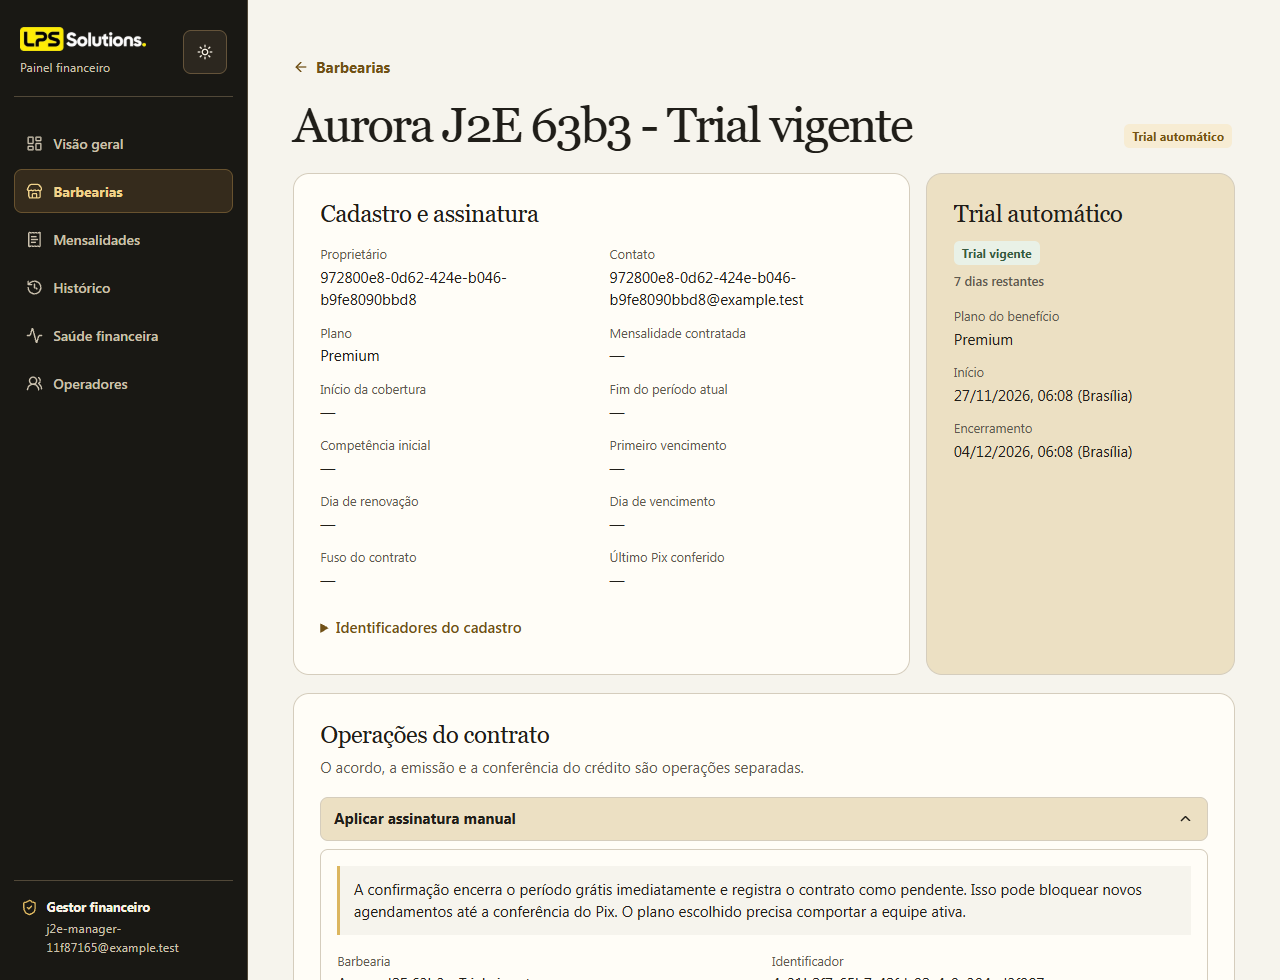 LPS Solutions.
Painel financeiro
Visão geral
Barbearias
Mensalidades
Histórico
Saúde financeira
Operadores
Gestor financeiro
j2e-manager-
11f87165@example.test
← Barbearias
Aurora J2E 63b3 - Trial vigente
Trial automático
Cadastro e assinatura
Proprietário
972800e8-0d62-424e-b046-
b9fe8090bbd8
Contato
972800e8-0d62-424e-b046-
b9fe8090bbd8@example.test
Plano
Premium
Mensalidade contratada
—
Início da cobertura
—
Fim do período atual
—
Competência inicial
—
Primeiro vencimento
—
Dia de renovação
—
Dia de vencimento
—
Fuso do contrato
—
Último Pix conferido
—
Identificadores do cadastro
Trial automático
Trial vigente
7 dias restantes
Plano do benefício
Premium
Início
27/11/2026, 06:08 (Brasília)
Encerramento
04/12/2026, 06:08 (Brasília)
Operações do contrato
O acordo, a emissão e a conferência do crédito são operações separadas.
Aplicar assinatura manual
A confirmação encerra o período grátis imediatamente e registra o contrato como pendente. Isso pode bloquear novos
agendamentos até a conferência do Pix. O plano escolhido precisa comportar a equipe ativa.
Barbearia
Identificador